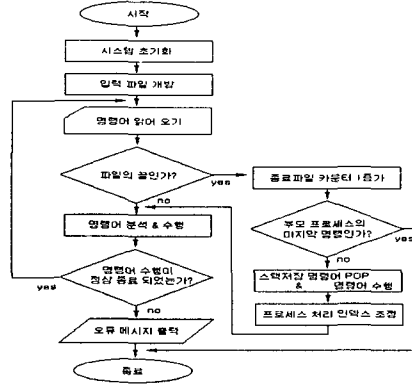 시작
시스템 초기화
입력 파일 개방
명령어 읽어 오기
파일의 끝인가?
yes
종료파일 카운터 1증가
no
명령어 분석 & 수행
부모 프로세스의
마지막 명령인가?
yes
no
명령어 수행이
정상 종료 되었는가?
yes
스택저장 명령어 POP
& 명령어 수행
no
프로세스 처리 인덱스 조정
오류 메시지 출력
종료